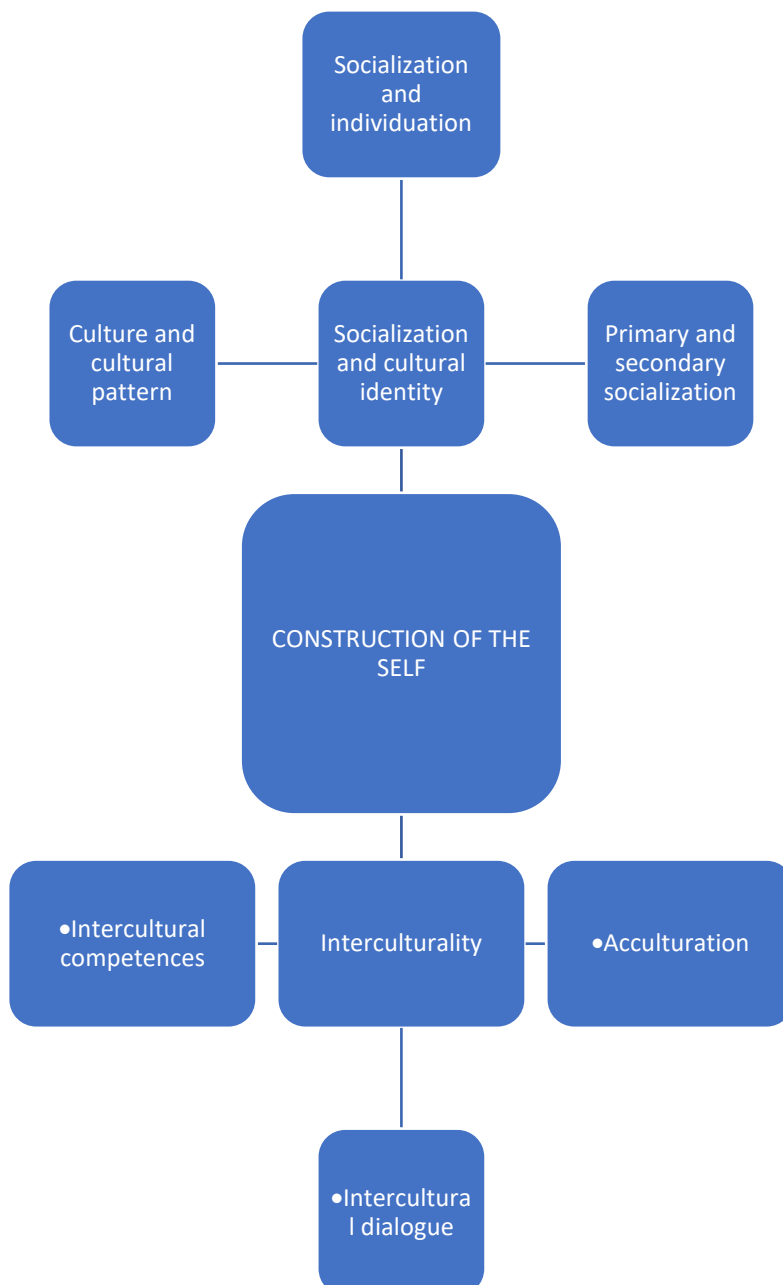 Socialization
and
individuation
Culture and
cultural
pattern
Socialization
and cultural
identity
Primary and
secondary
socialization
CONSTRUCTION OF THE
SELF
•Intercultural
competences
Interculturality
•Acculturation
•Intercultura
l dialogue